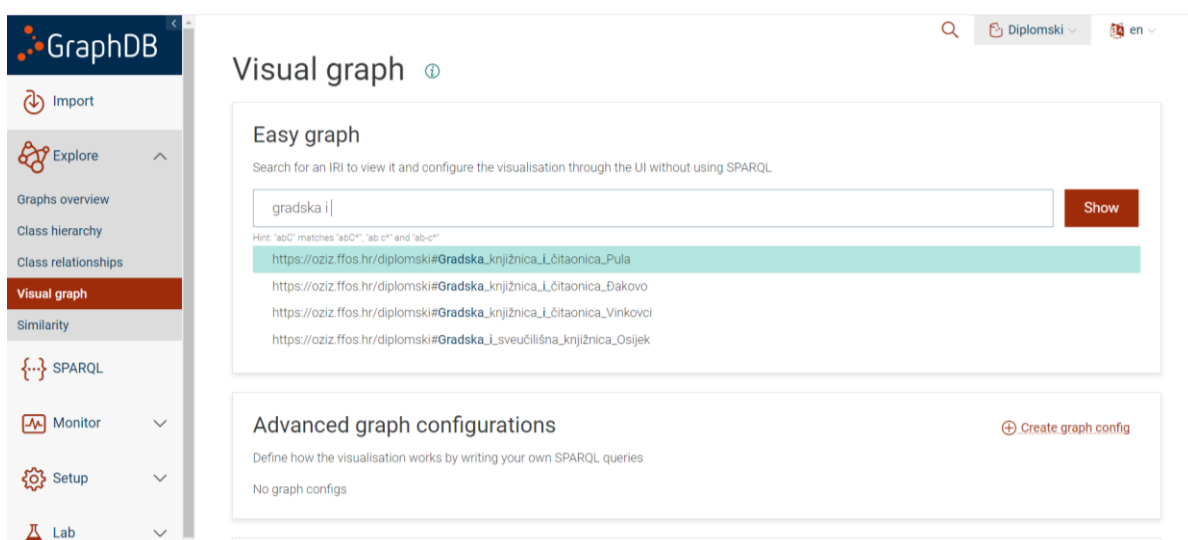 GraphDB
Import
Explore
Graphs overview
Class hierarchy
Class relationships
Visual graph
Similarity
SPARQL
Monitor
Setup
Lab
Diplomski
en
Visual graph
Easy graph
Search for an IRI to view it and configure the visualisation through the UI without using SPARQL
gradska i
Show
Hint: "abC" matches "abC*", "ab c*" and "ab-c*"
https://oziz.ffos.hr/diplomski#Gradska_knjižnica_i_čitaonica_Pula
https://oziz.ffos.hr/diplomski#Gradska_knjižnica_i_čitaonica_Đakovo
https://oziz.ffos.hr/diplomski#Gradska_knjižnica_i_čitaonica_Vinkovci
https://oziz.ffos.hr/diplomski#Gradska_i_sveučilišna_knjižnica_Osijek
Advanced graph configurations
Create graph config
Define how the visualisation works by writing your own SPARQL queries
No graph configs